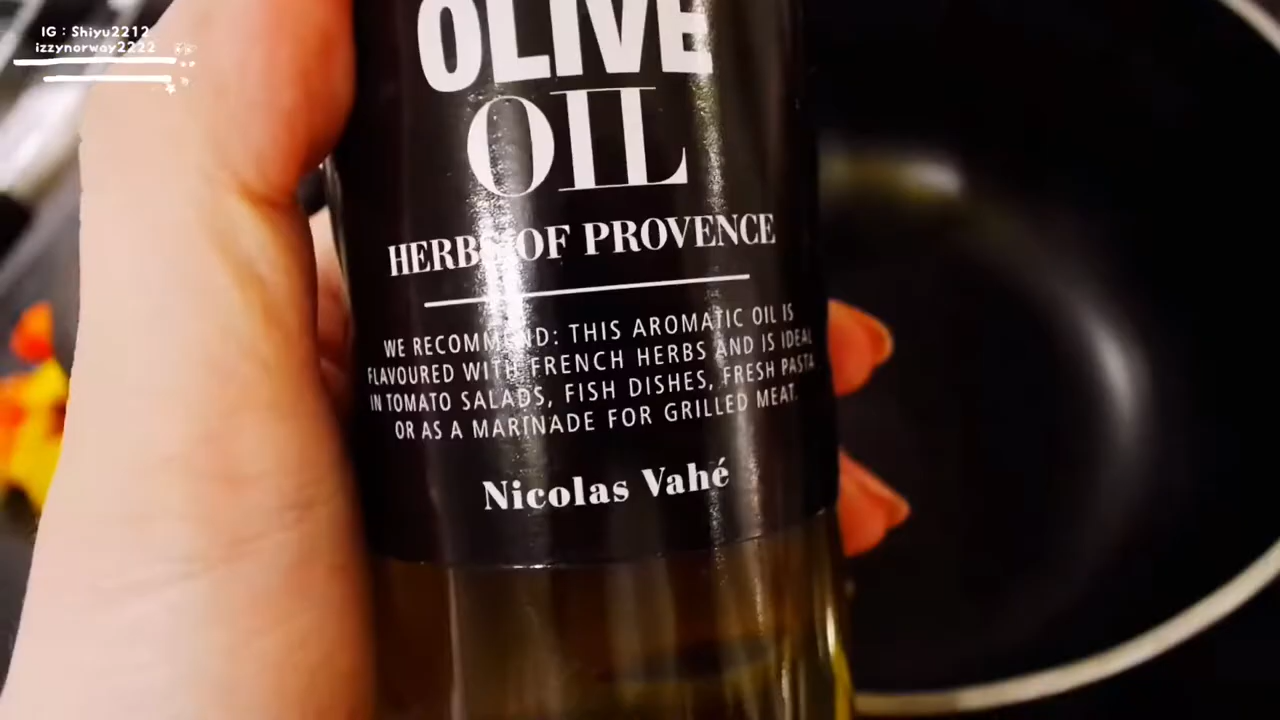 IG : Shiyu2212
izzynorway2222
OLIVE
OIL
HERBS OF PROVENCE
WE RECOMMEND: THIS AROMATIC OIL IS
FLAVOURED WITH FRENCH HERBS AND IS IDEAL
IN TOMATO SALADS, FISH DISHES, FRESH PASTA
OR AS A MARINADE FOR GRILLED MEAT.
Nicolas Vahé